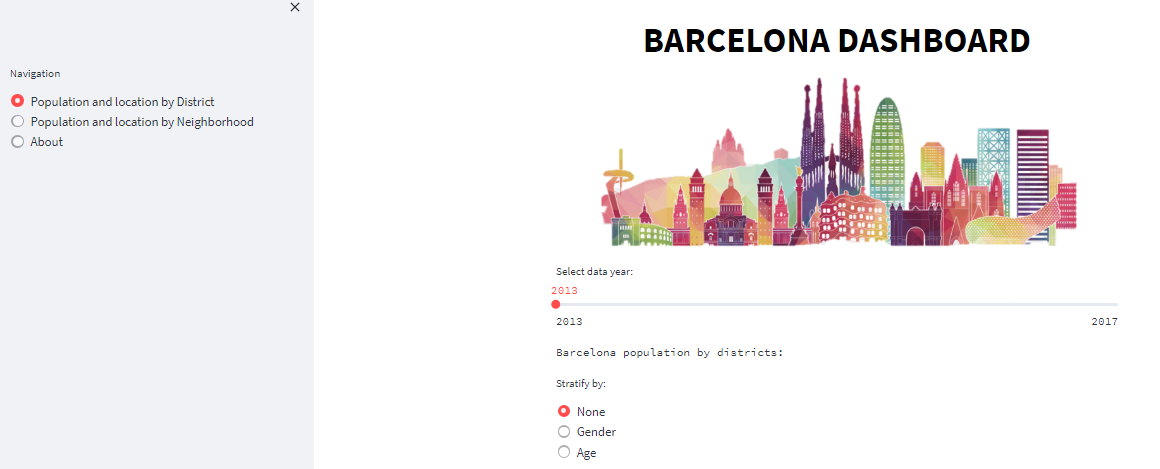 Navigation
Population and location by District
Population and location by Neighborhood
About
BARCELONA DASHBOARD
Select data year:
2013
2013 2017
Barcelona population by districts:
Stratify by:
None
Gender
Age